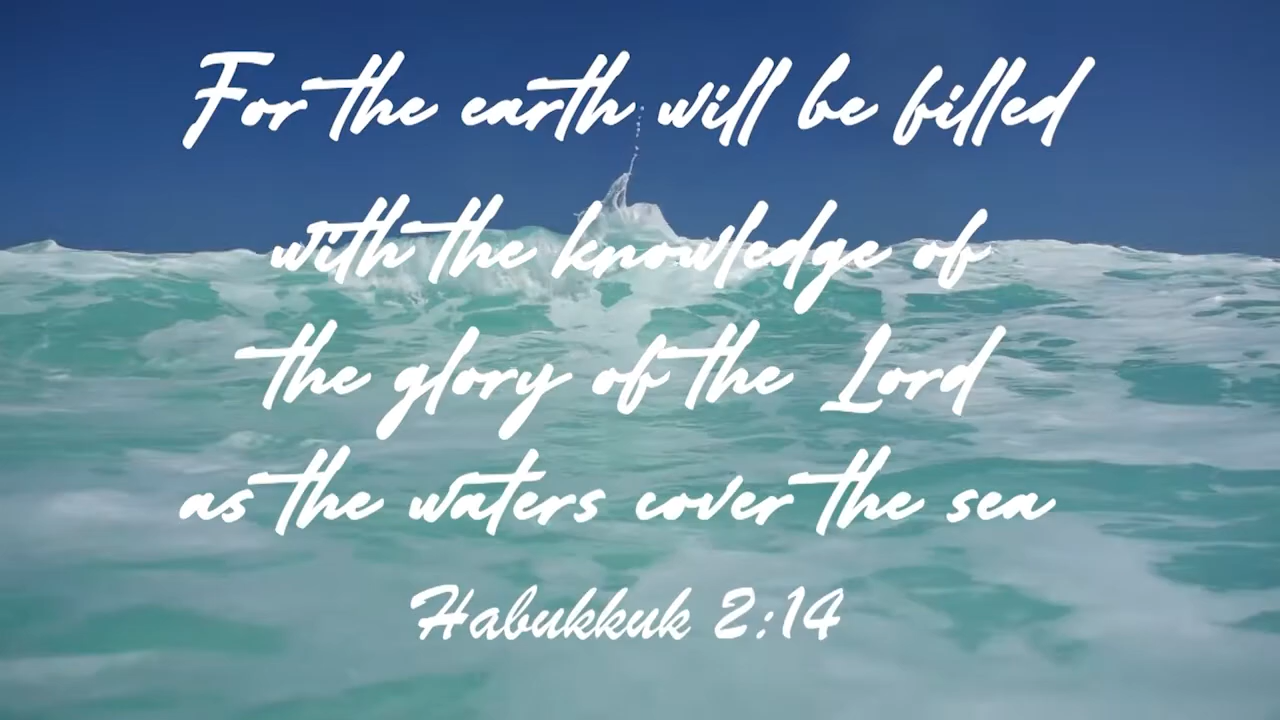 For the earth will be filled
with the knowledge of
the glory of the Lord
as the waters cover the sea
Habukkuk 2:14